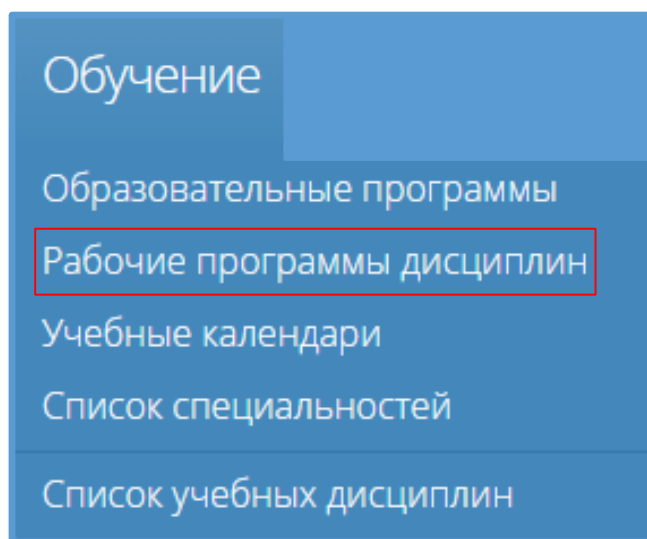 Обучение
Образовательные программы
Рабочие программы дисциплин
Учебные календари
Список специальностей
Список учебных дисциплин